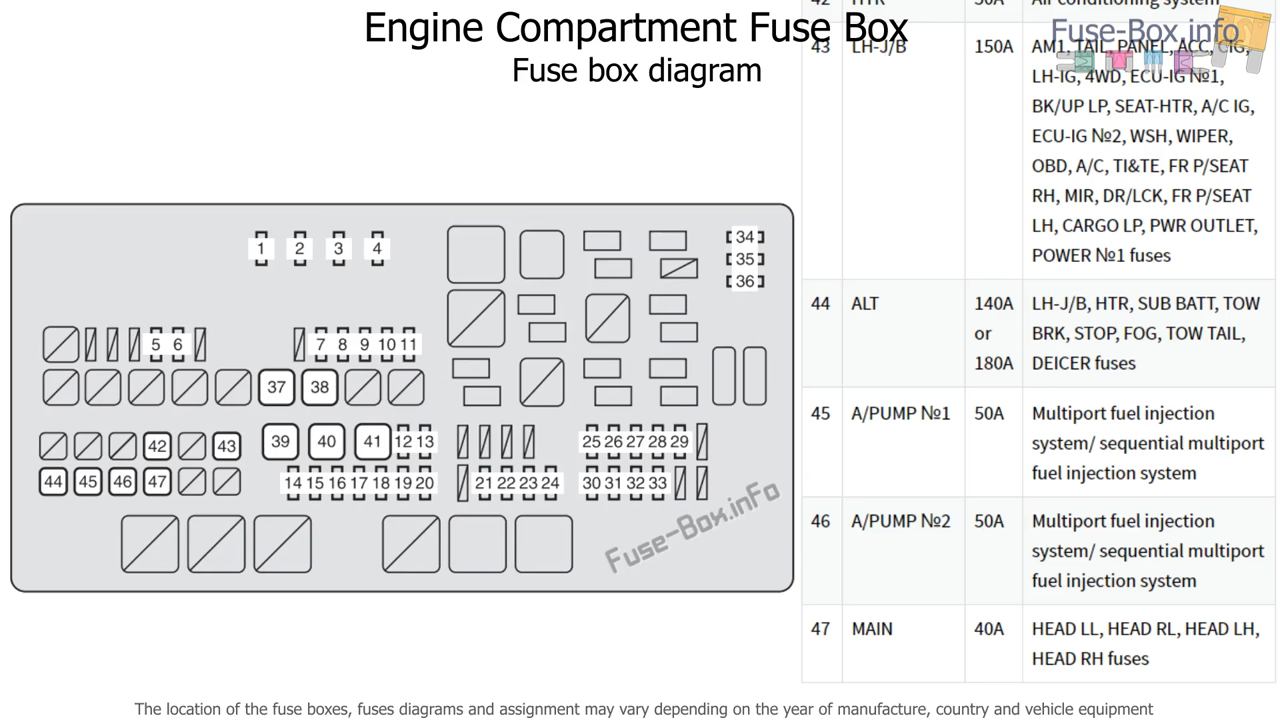 Engine Compartment Fuse Box
Fuse box diagram
Fuse-Box.info
42 HTR 50A Air conditioning system
43 LH-J/B 150A AM1, TAIL, PANEL, ACC, CIG,
LH-IG, 4WD, ECU-IG №1,
BK/UP LP, SEAT-HTR, A/C IG,
ECU-IG №2, WSH, WIPER,
OBD, A/C, TI&TE, FR P/SEAT
RH, MIR, DR/LCK, FR P/SEAT
LH, CARGO LP, PWR OUTLET,
POWER №1 fuses
44 ALT 140A LH-J/B, HTR, SUB BATT, TOW
or BRK, STOP, FOG, TOW TAIL,
180A DEICER fuses
45 A/PUMP №1 50A Multiport fuel injection
system/ sequential multiport
fuel injection system
46 A/PUMP №2 50A Multiport fuel injection
system/ sequential multiport
fuel injection system
47 MAIN 40A HEAD LL, HEAD RL, HEAD LH,
HEAD RH fuses
1 2 3 4
34
35
36
5 6 7 8 9 10 11
37 38
39 40 41 12 13
42 43
25 26 27 28 29
44 45 46 47
14 15 16 17 18 19 20
21 22 23 24
30 31 32 33
Fuse-Box.inFo
The location of the fuse boxes, fuses diagrams and assignment may vary depending on the year of manufacture, country and vehicle equipment